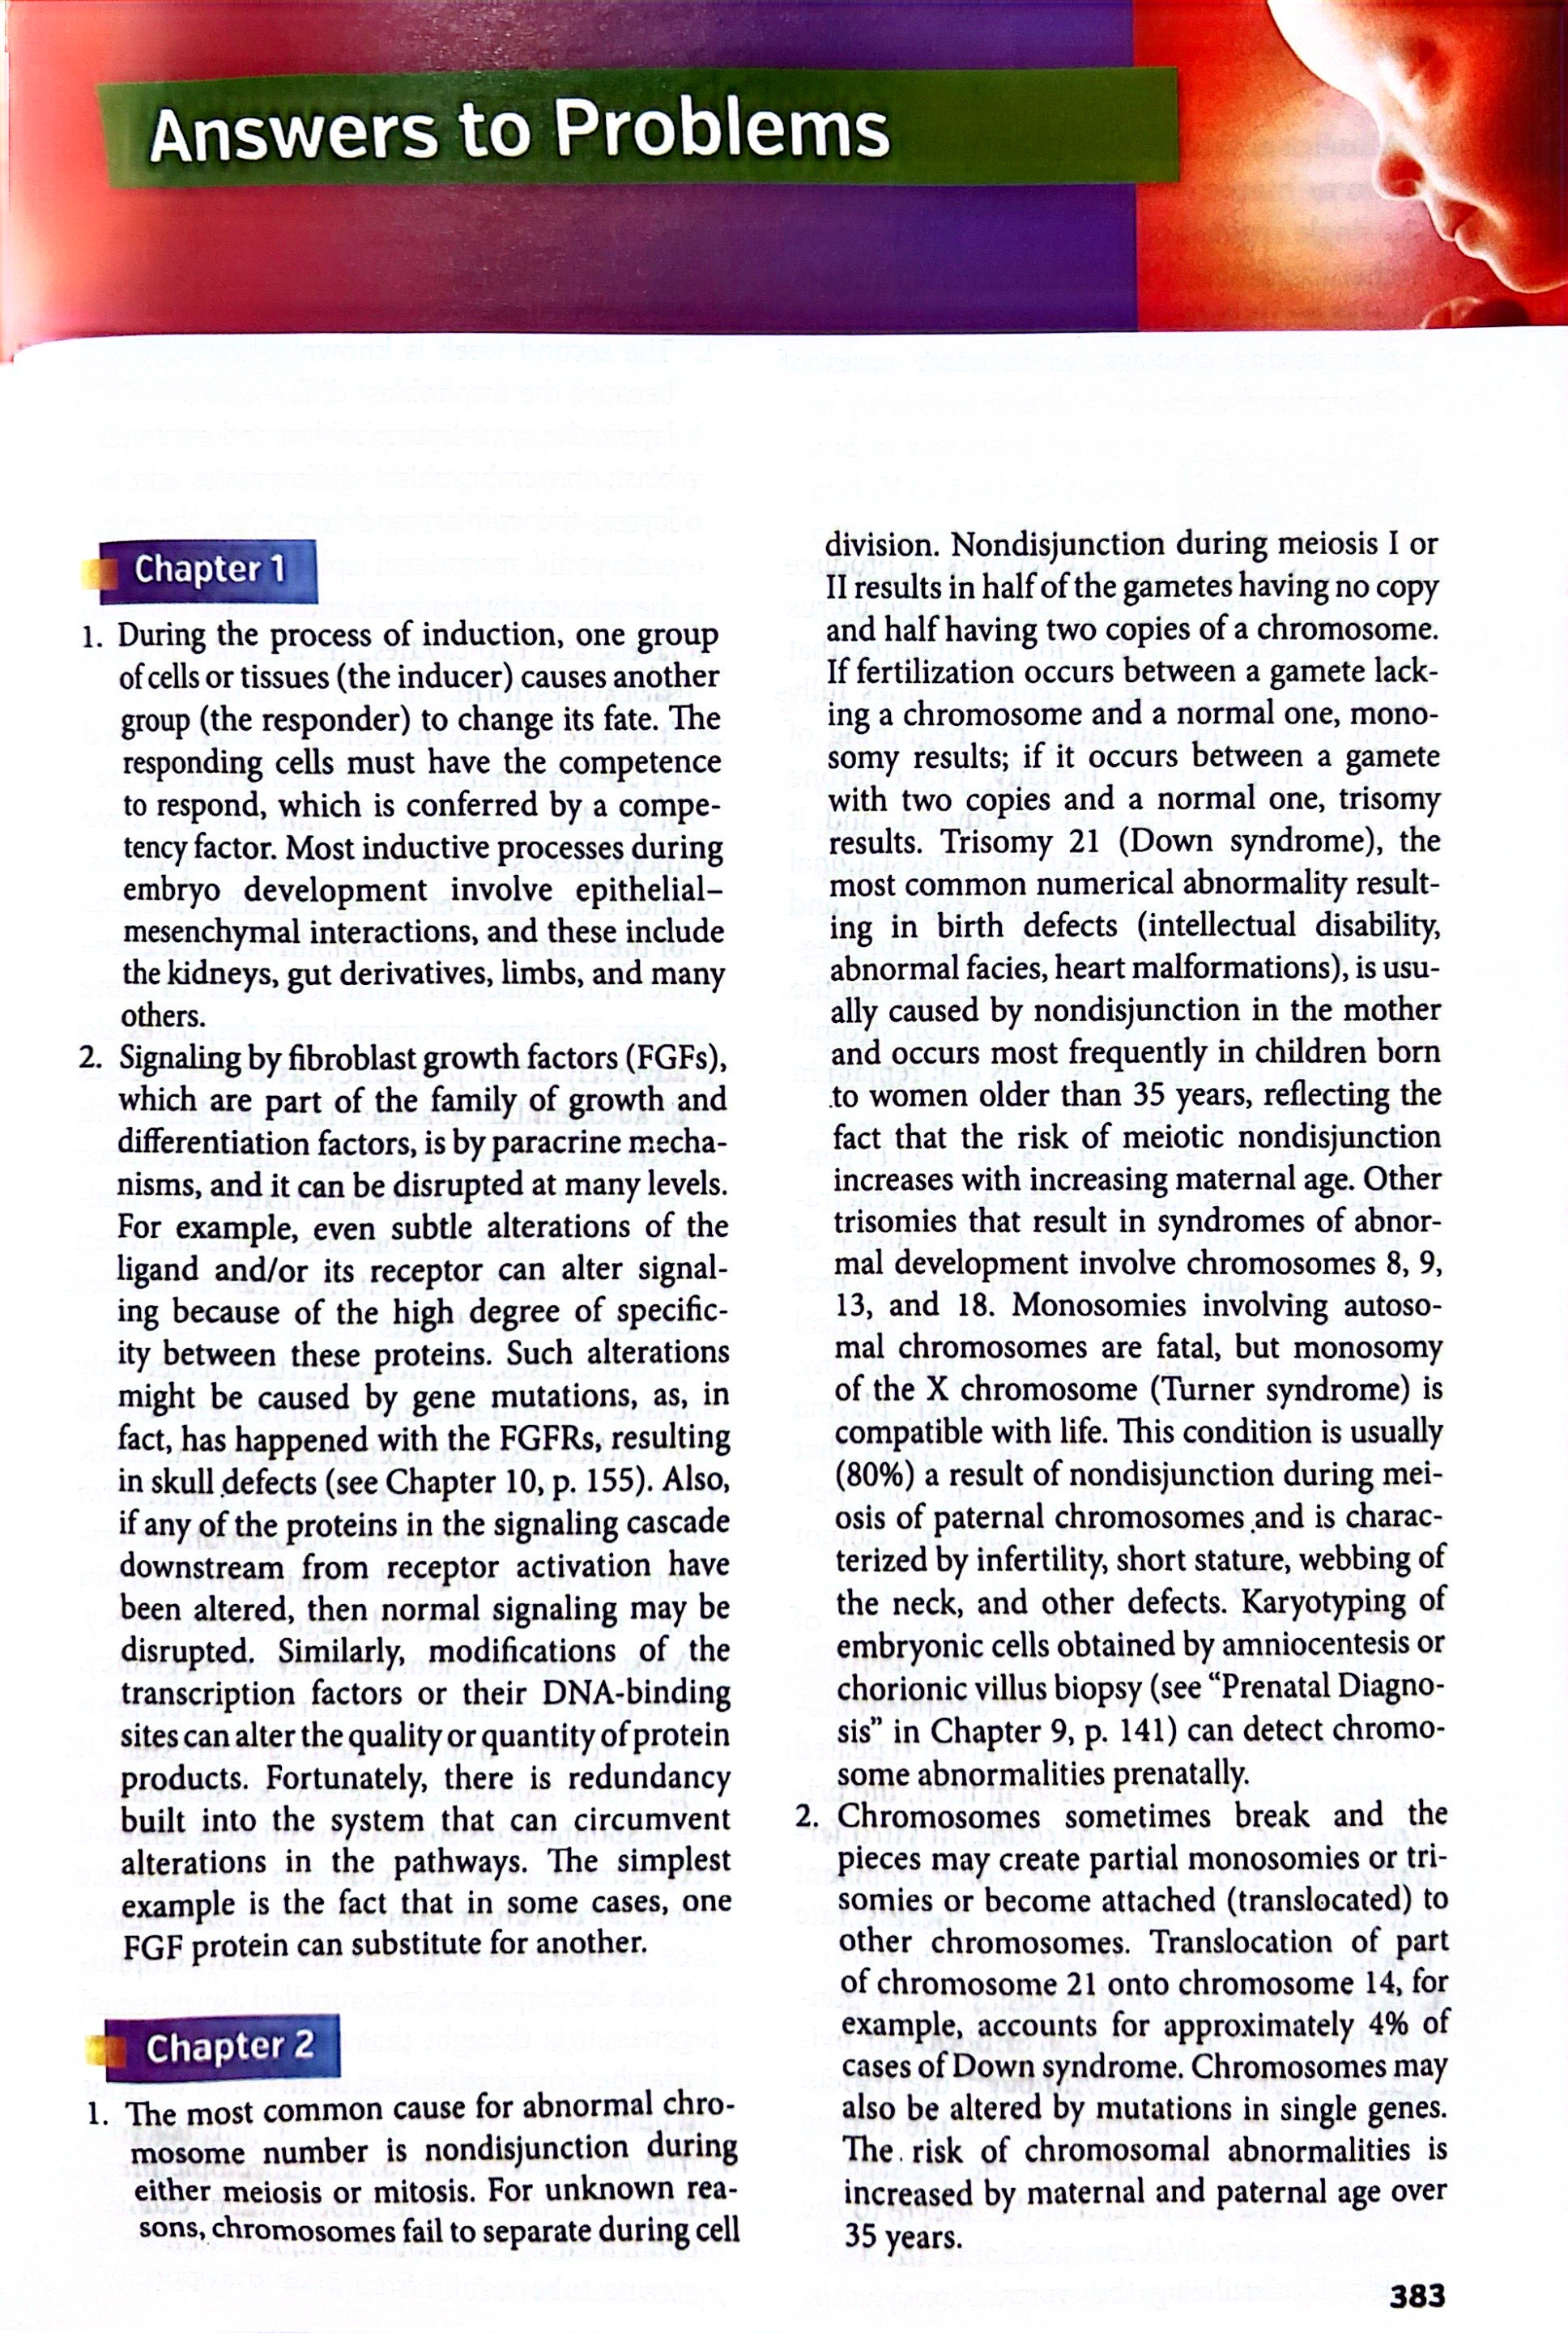 Answers to Problems
Chapter 1
1. During the process of induction, one group
of cells or tissues (the inducer) causes another
group (the responder) to change its fate. The
responding cells must have the competence
to respond, which is conferred by a compe-
tency factor. Most inductive processes during
embryo development involve epithelial–
mesenchymal interactions, and these include
the kidneys, gut derivatives, limbs, and many
others.
2. Signaling by fibroblast growth factors (FGFs),
which are part of the family of growth and
differentiation factors, is by paracrine mecha-
nisms, and it can be disrupted at many levels.
For example, even subtle alterations of the
ligand and/or its receptor can alter signal-
ing because of the high degree of specific-
ity between these proteins. Such alterations
might be caused by gene mutations, as, in
fact, has happened with the FGFRs, resulting
in skull defects (see Chapter 10, p. 155). Also,
if any of the proteins in the signaling cascade
downstream from receptor activation have
been altered, then normal signaling may be
disrupted. Similarly, modifications of the
transcription factors or their DNA-binding
sites can alter the quality or quantity of protein
products. Fortunately, there is redundancy
built into the system that can circumvent
alterations in the pathways. The simplest
example is the fact that in some cases, one
FGF protein can substitute for another.
Chapter 2
1. The most common cause for abnormal chro-
mosome number is nondisjunction during
either meiosis or mitosis. For unknown rea-
sons, chromosomes fail to separate during cell
division. Nondisjunction during meiosis I or
II results in half of the gametes having no copy
and half having two copies of a chromosome.
If fertilization occurs between a gamete lack-
ing a chromosome and a normal one, mono-
somy results; if it occurs between a gamete
with two copies and a normal one, trisomy
results. Trisomy 21 (Down syndrome), the
most common numerical abnormality result-
ing in birth defects (intellectual disability,
abnormal facies, heart malformations), is usu-
ally caused by nondisjunction in the mother
and occurs most frequently in children born
to women older than 35 years, reflecting the
fact that the risk of meiotic nondisjunction
increases with increasing maternal age. Other
trisomies that result in syndromes of abnor-
mal development involve chromosomes 8, 9,
13, and 18. Monosomies involving autoso-
mal chromosomes are fatal, but monosomy
of the X chromosome (Turner syndrome) is
compatible with life. This condition is usually
(80%) a result of nondisjunction during mei-
osis of paternal chromosomes and is charac-
terized by infertility, short stature, webbing of
the neck, and other defects. Karyotyping of
embryonic cells obtained by amniocentesis or
chorionic villus biopsy (see “Prenatal Diagno-
sis” in Chapter 9, p. 141) can detect chromo-
some abnormalities prenatally.
2. Chromosomes sometimes break and the
pieces may create partial monosomies or tri-
somies or become attached (translocated) to
other chromosomes. Translocation of part
of chromosome 21 onto chromosome 14, for
example, accounts for approximately 4% of
cases of Down syndrome. Chromosomes may
also be altered by mutations in single genes.
The risk of chromosomal abnormalities is
increased by maternal and paternal age over
35 years.
383